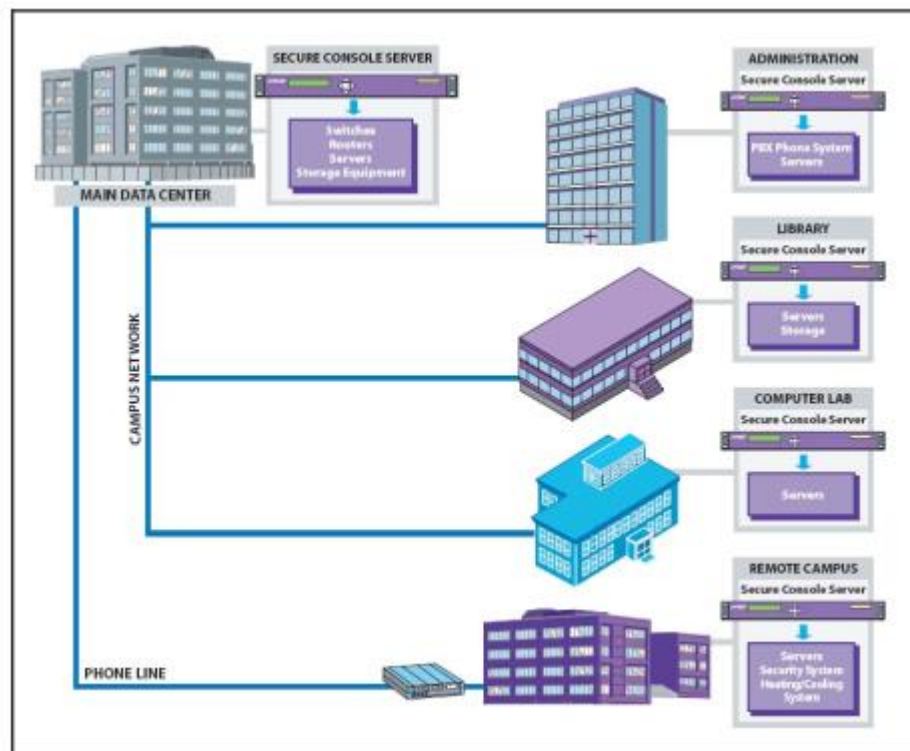 SECURE CONSOLE SERVER
Switches
Routers
Servers
Storage Equipment
MAIN DATA CENTER
ADMINISTRATION
Secure Console Server
PBX Phone System
Servers
LIBRARY
Secure Console Server
Servers
Storage
CAMPUS NETWORK
COMPUTER LAB
Secure Console Server
Servers
REMOTE CAMPUS
Secure Console Server
Servers
Security System
Heating/Cooling
System
PHONE LINE